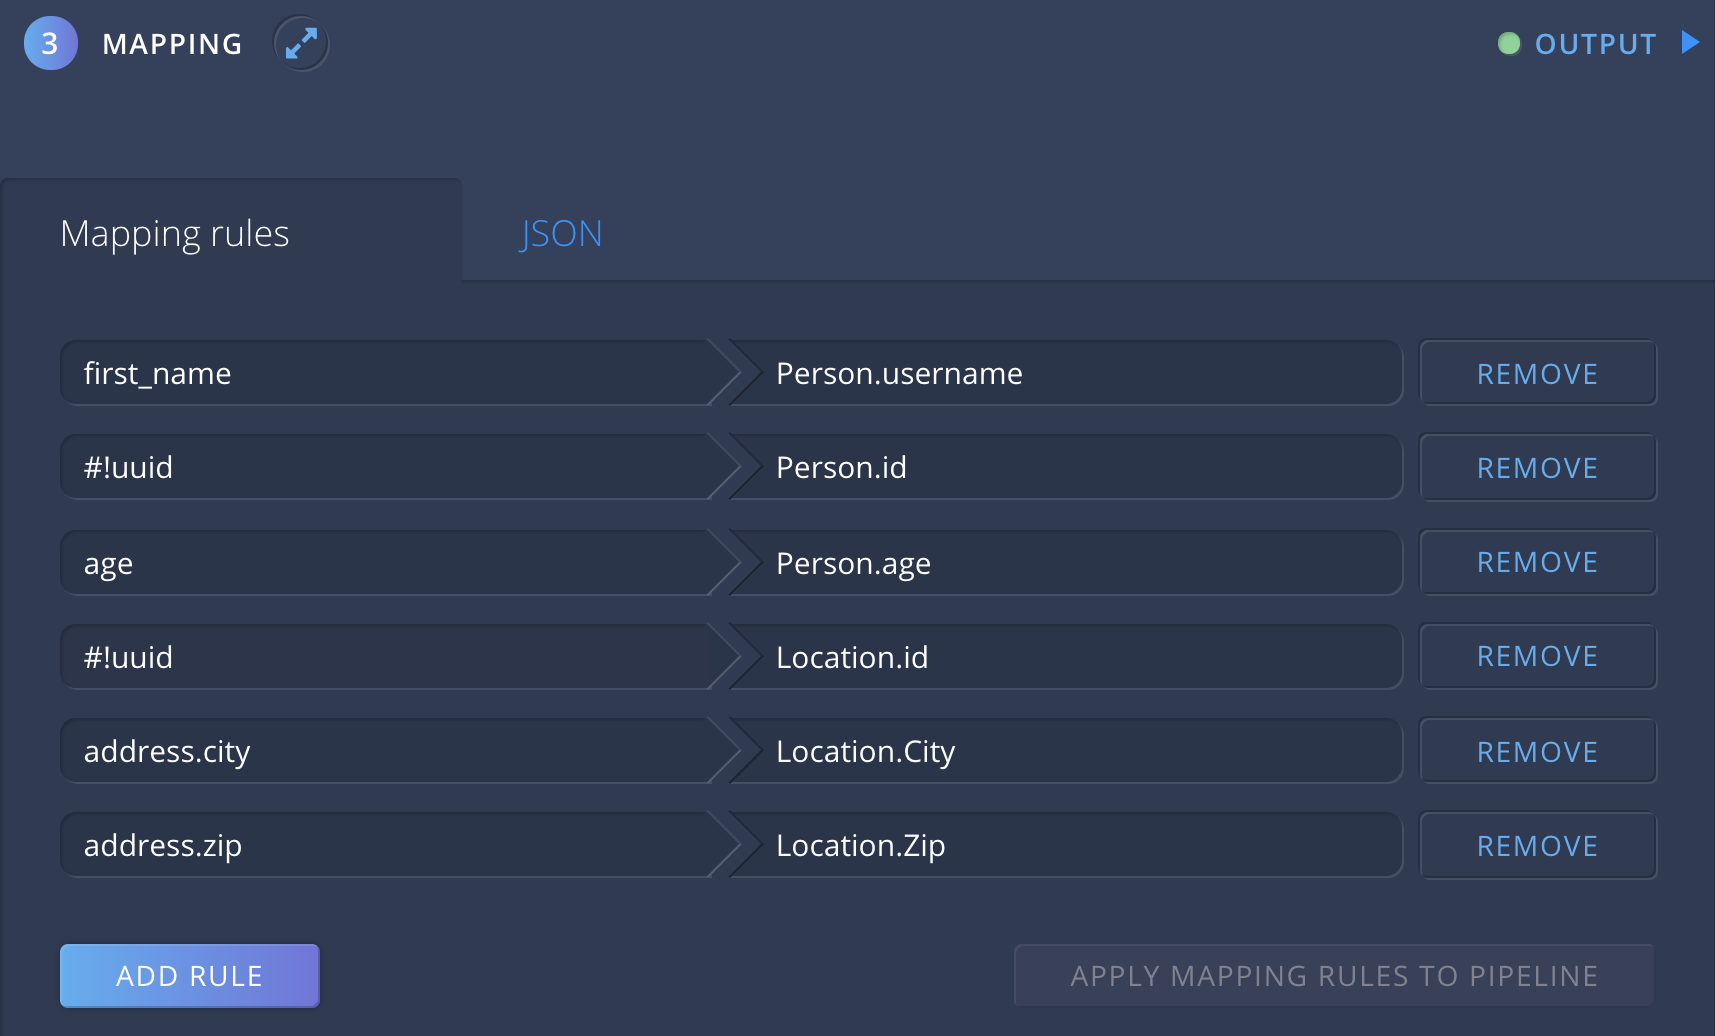 3 MAPPING OUTPUT
Mapping rules JSON
first_name Person.username REMOVE
#!uuid Person.id REMOVE
age Person.age REMOVE
#!uuid Location.id REMOVE
address.city Location.City REMOVE
address.zip Location.Zip REMOVE
ADD RULE APPLY MAPPING RULES TO PIPELINE